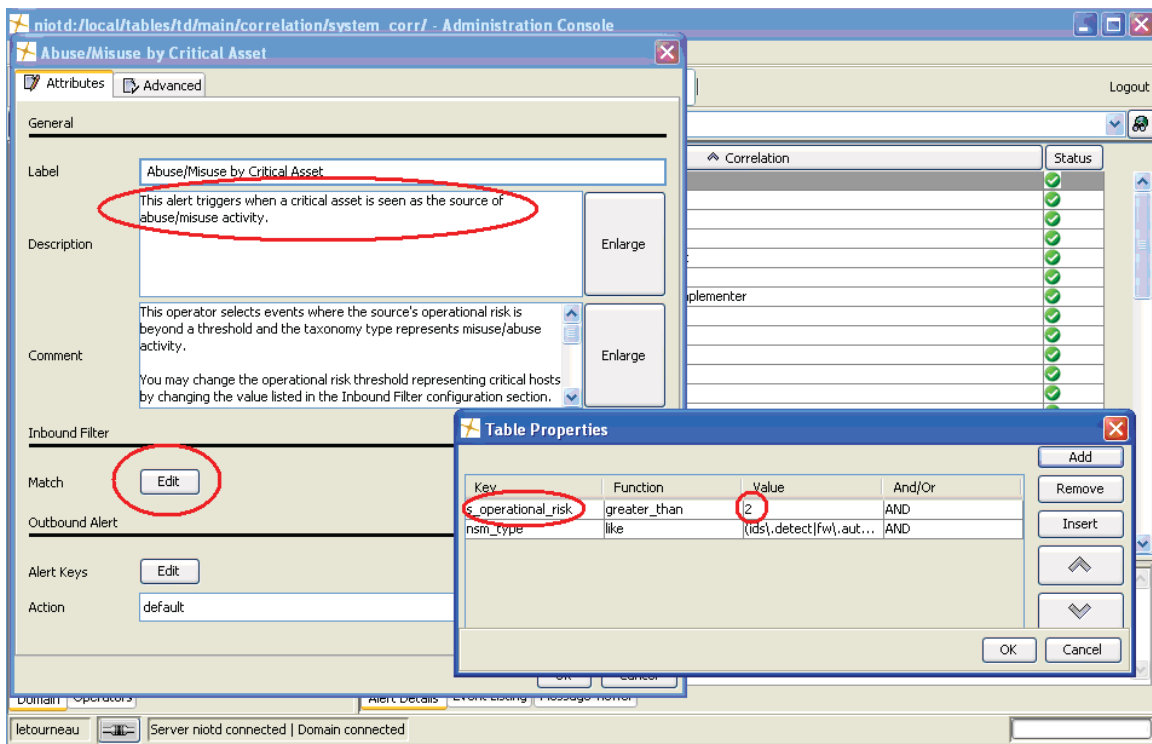 niotd:/local/tables/td/main/correlation/system_corr/ - Administration Console
Abuse/Misuse by Critical Asset
Attributes
Advanced
Logout
General
Correlation
Status
Label
Abuse/Misuse by Critical Asset
Description
This alert triggers when a critical asset is seen as the source of
abuse/misuse activity.
Enlarge
plementer
Comment
This operator selects events where the source's operational risk is
beyond a threshold and the taxonomy type represents misuse/abuse
activity.
You may change the operational risk threshold representing critical hosts
by changing the value listed in the Inbound Filter configuration section.
Enlarge
Inbound Filter
Match
Edit
Outbound Alert
Alert Keys
Edit
Action
default
Table Properties
Add
Remove
Insert
Key Function Value And/Or
s_operational_risk greater_than 2 AND
nsm_type like (ids\.detect|fw\.aut... AND
OK
Cancel
OK
Cancel
Domain
Operators
Alert Details
Event Listing
letourneau
Server niotd connected | Domain connected